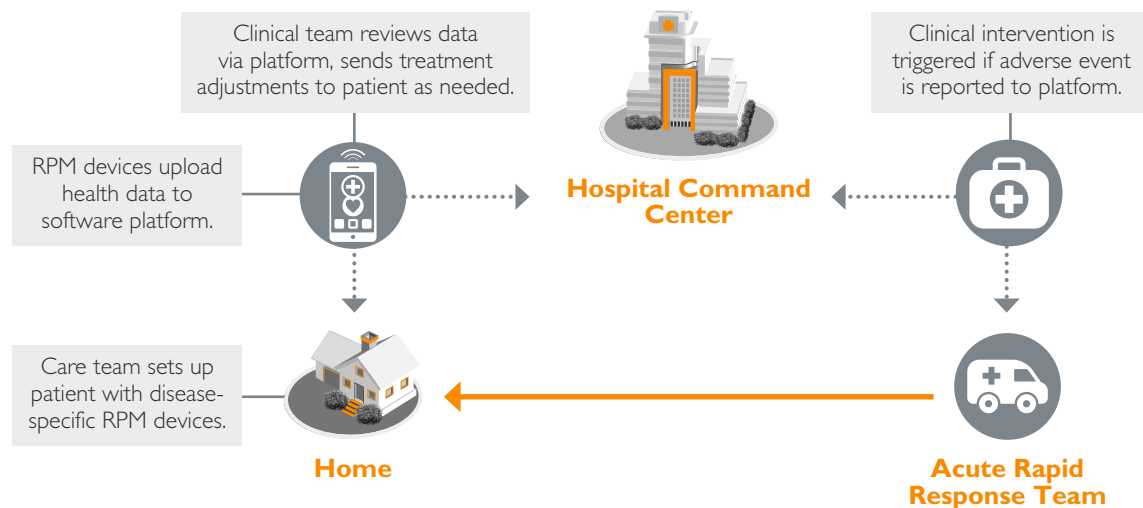 Clinical team reviews data
via platform, sends treatment
adjustments to patient as needed.
Clinical intervention is
triggered if adverse event
is reported to platform.
RPM devices upload
health data to
software platform.
Hospital Command
Center
Care team sets up
patient with disease-
specific RPM devices.
Home
Acute Rapid
Response Team